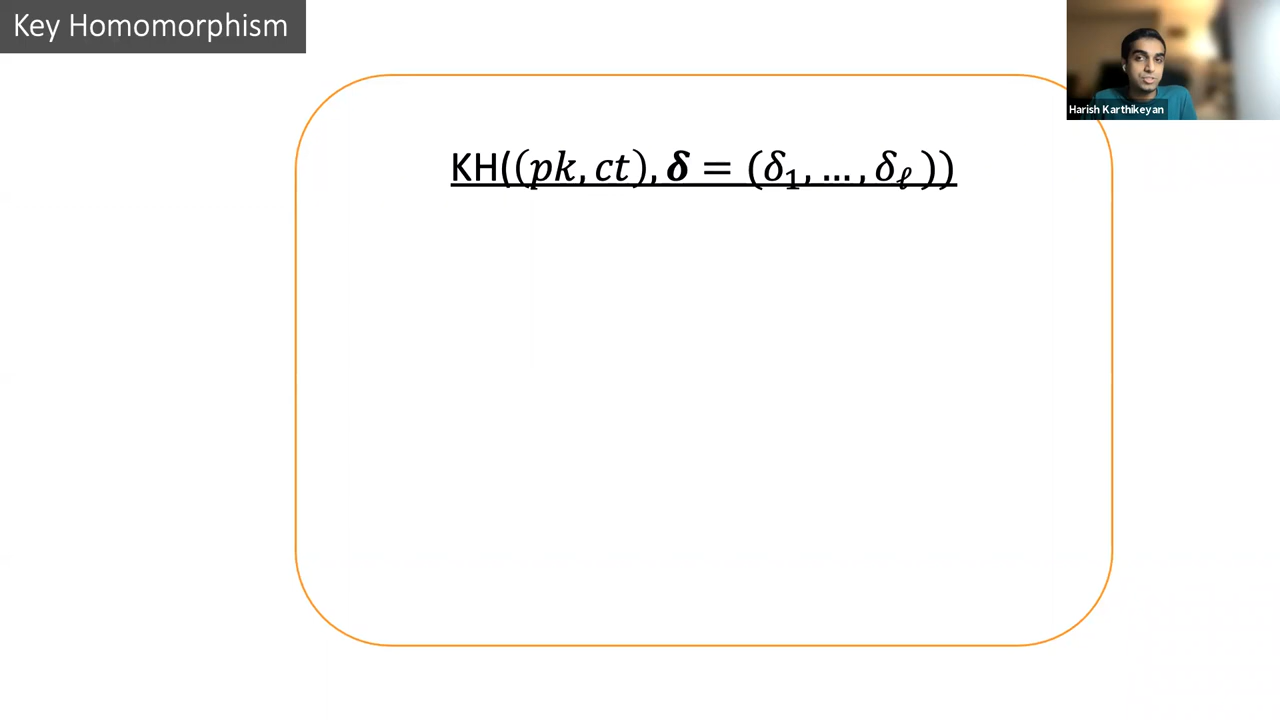 Key Homomorphism
Harish Karthikeyan
KH((𝑝𝑘, 𝑐𝑡), 𝜹 = (𝛿₁, … , 𝛿ℓ ))